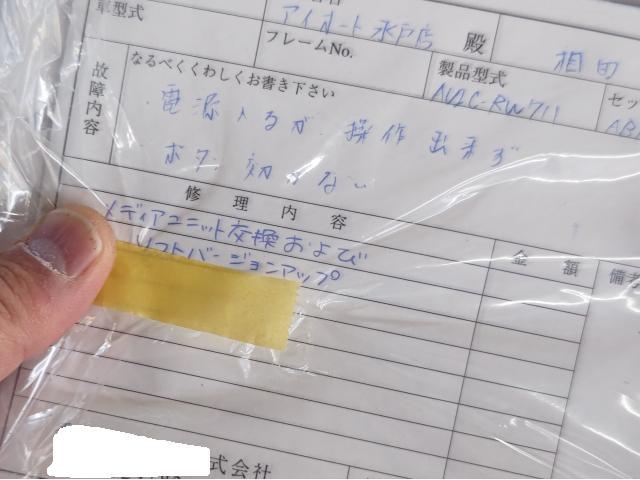 車型式
アイオート水戸店 殿
相田
フレームNo.
製品型式
AVIC-RW711
セッ
故障内容
なるべくくわしくお書き下さい
電源入るが、操作出来ず
ボタン効かない
修理内容
金額
備考
メディアユニット交換および
ソフトバージョンアップ
式会社